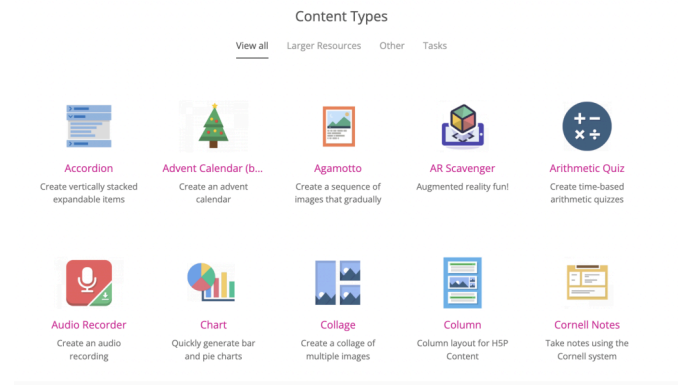 Content Types
View all Larger Resources Other Tasks
Accordion
Create vertically stacked
expandable items
Advent Calendar (b...
Create an advent
calendar
Agamotto
Create a sequence of
images that gradually
AR Scavenger
Augmented reality fun!
Arithmetic Quiz
Create time-based
arithmetic quizzes
Audio Recorder
Create an audio
recording
Chart
Quickly generate bar
and pie charts
Collage
Create a collage of
multiple images
Column
Column layout for H5P
Content
Cornell Notes
Take notes using the
Cornell system